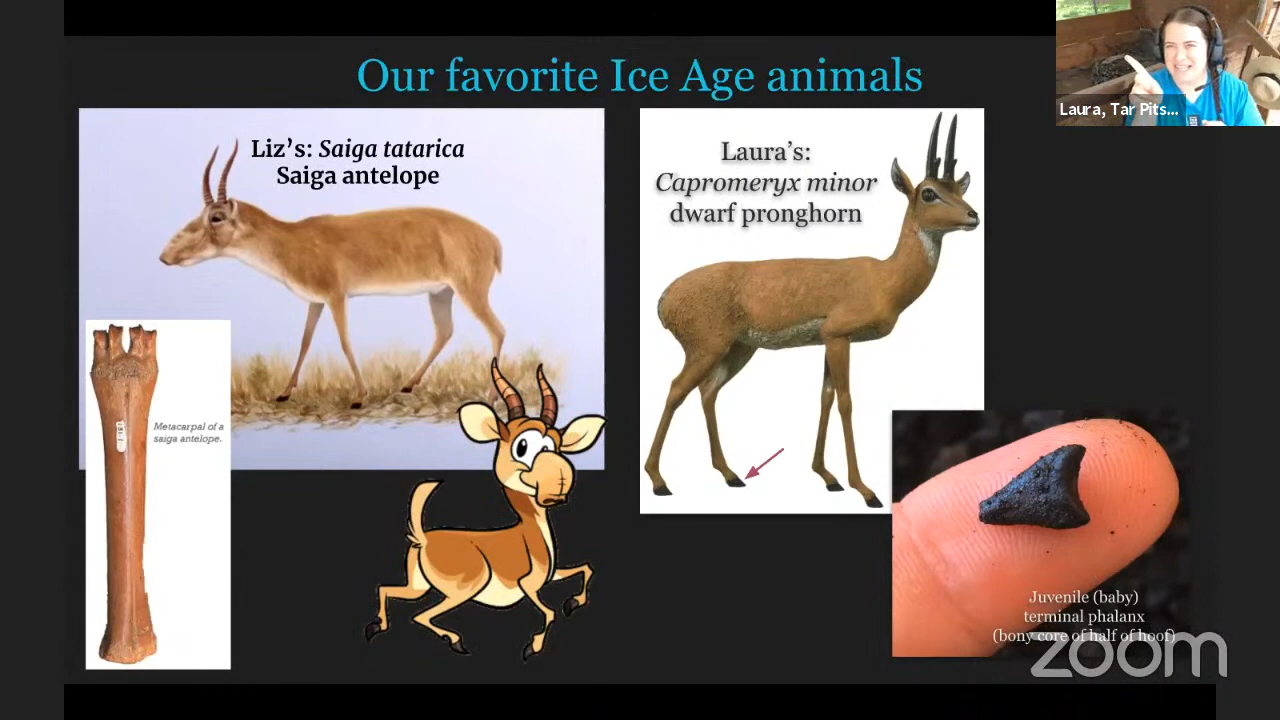 Our favorite Ice Age animals
Laura, Tar Pits...
Liz's: Saiga tatarica
Saiga antelope
Laura's:
Capromeryx minor
dwarf pronghorn
Metacarpal of a
saiga antelope.
Juvenile (baby)
terminal phalanx
(bony core of half of hoof)
zoom